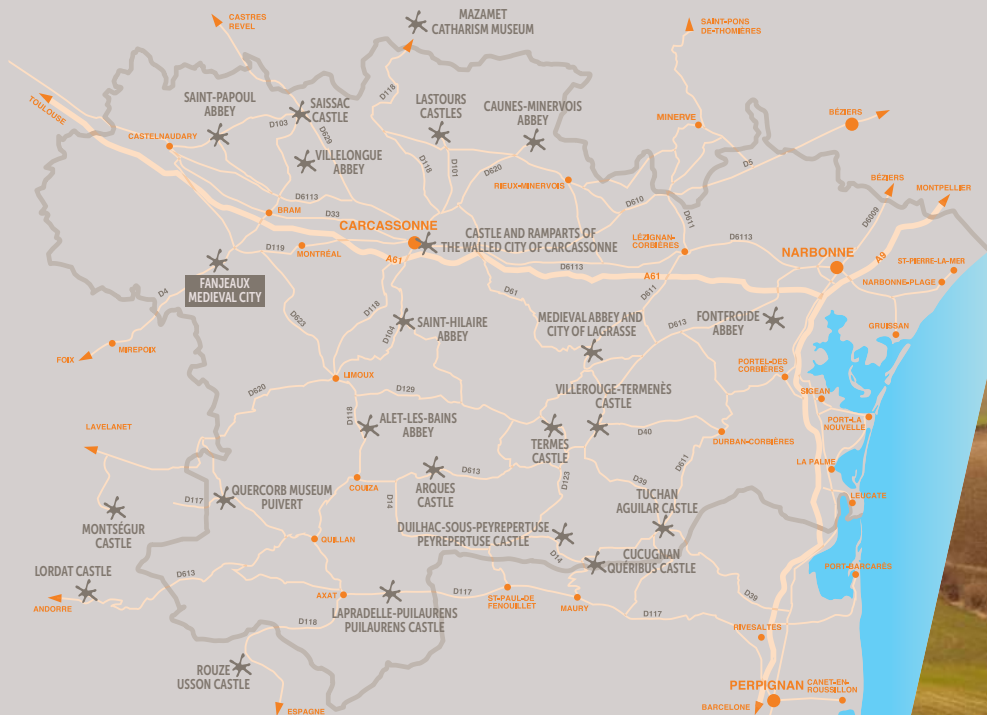 CASTRES
REVEL
MAZAMET
CATHARISM MUSEUM
SAINT-PONS
DE-THOMIÈRES
TOULOUSE
D118
SAINT-PAPOUL
ABBEY
SAISSAC
CASTLE
LASTOURS
CASTLES
CAUNES-MINERVOIS
ABBEY
MINERVE
BÉZIERS
CASTELNAUDARY
D103
D629
VILLELONGUE
ABBEY
D118
D101
D620
D5
RIEUX-MINERVOIS
BÉZIERS
MONTPELLIER
D6113
D33
BRAM
D610
D611
D6009
CARCASSONNE
CASTLE AND RAMPARTS OF
THE WALLED CITY OF CARCASSONNE
LÉZIGNAN-
CORBIÈRES
D6113
NARBONNE
A9
D119
MONTRÉAL
A61
D6113
A61
ST-PIERRE-LA-MER
NARBONNE-PLAGE
FANJEAUX
MEDIEVAL CITY
D4
D61
D611
D623
D118
D104
SAINT-HILAIRE
ABBEY
MEDIEVAL ABBEY AND
CITY OF LAGRASSE
D613
FONTFROIDE
ABBEY
GRUISSAN
FOIX
MIREPOIX
LIMOUX
PORTEL-DES
CORBIÈRES
D620
D129
VILLEROUGE-TERMENÈS
CASTLE
SIGEAN
D118
ALET-LES-BAINS
ABBEY
PORT-LA
NOUVELLE
LAVELANET
TERMES
CASTLE
D40
DURBAN-CORBIÈRES
D611
LA PALME
D613
ARQUES
CASTLE
D123
D39
COUIZA
D14
D117
QUERCORB MUSEUM
PUIVERT
TUCHAN
AGUILAR CASTLE
LEUCATE
MONTSÉGUR
CASTLE
QUILLAN
DUILHAC-SOUS-PEYREPERTUSE
PEYREPERTUSE CASTLE
D14
CUCUGNAN
QUÉRIBUS CASTLE
PORT-BARCARÈS
LORDAT CASTLE
D613
ANDORRE
AXAT
LAPRADELLE-PUILAURENS
PUILAURENS CASTLE
D117
ST-PAUL-DE
FENOUILLET
MAURY
D117
D39
D118
RIVESALTES
ROUZE
USSON CASTLE
PERPIGNAN
CANET-EN-
ROUSSILLON
ESPAGNE
BARCELONE